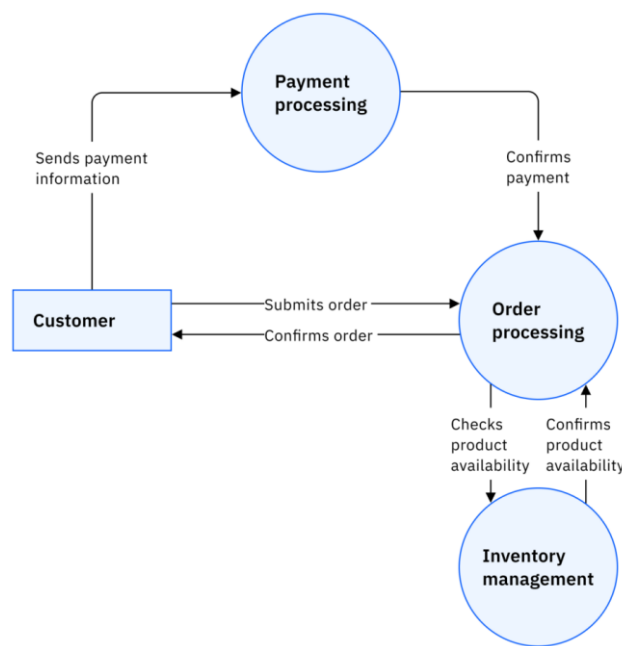 Payment
processing
Sends payment
information
Confirms
payment
Customer
Submits order
Confirms order
Order
processing
Checks
product
availability
Confirms
product
availability
Inventory
management